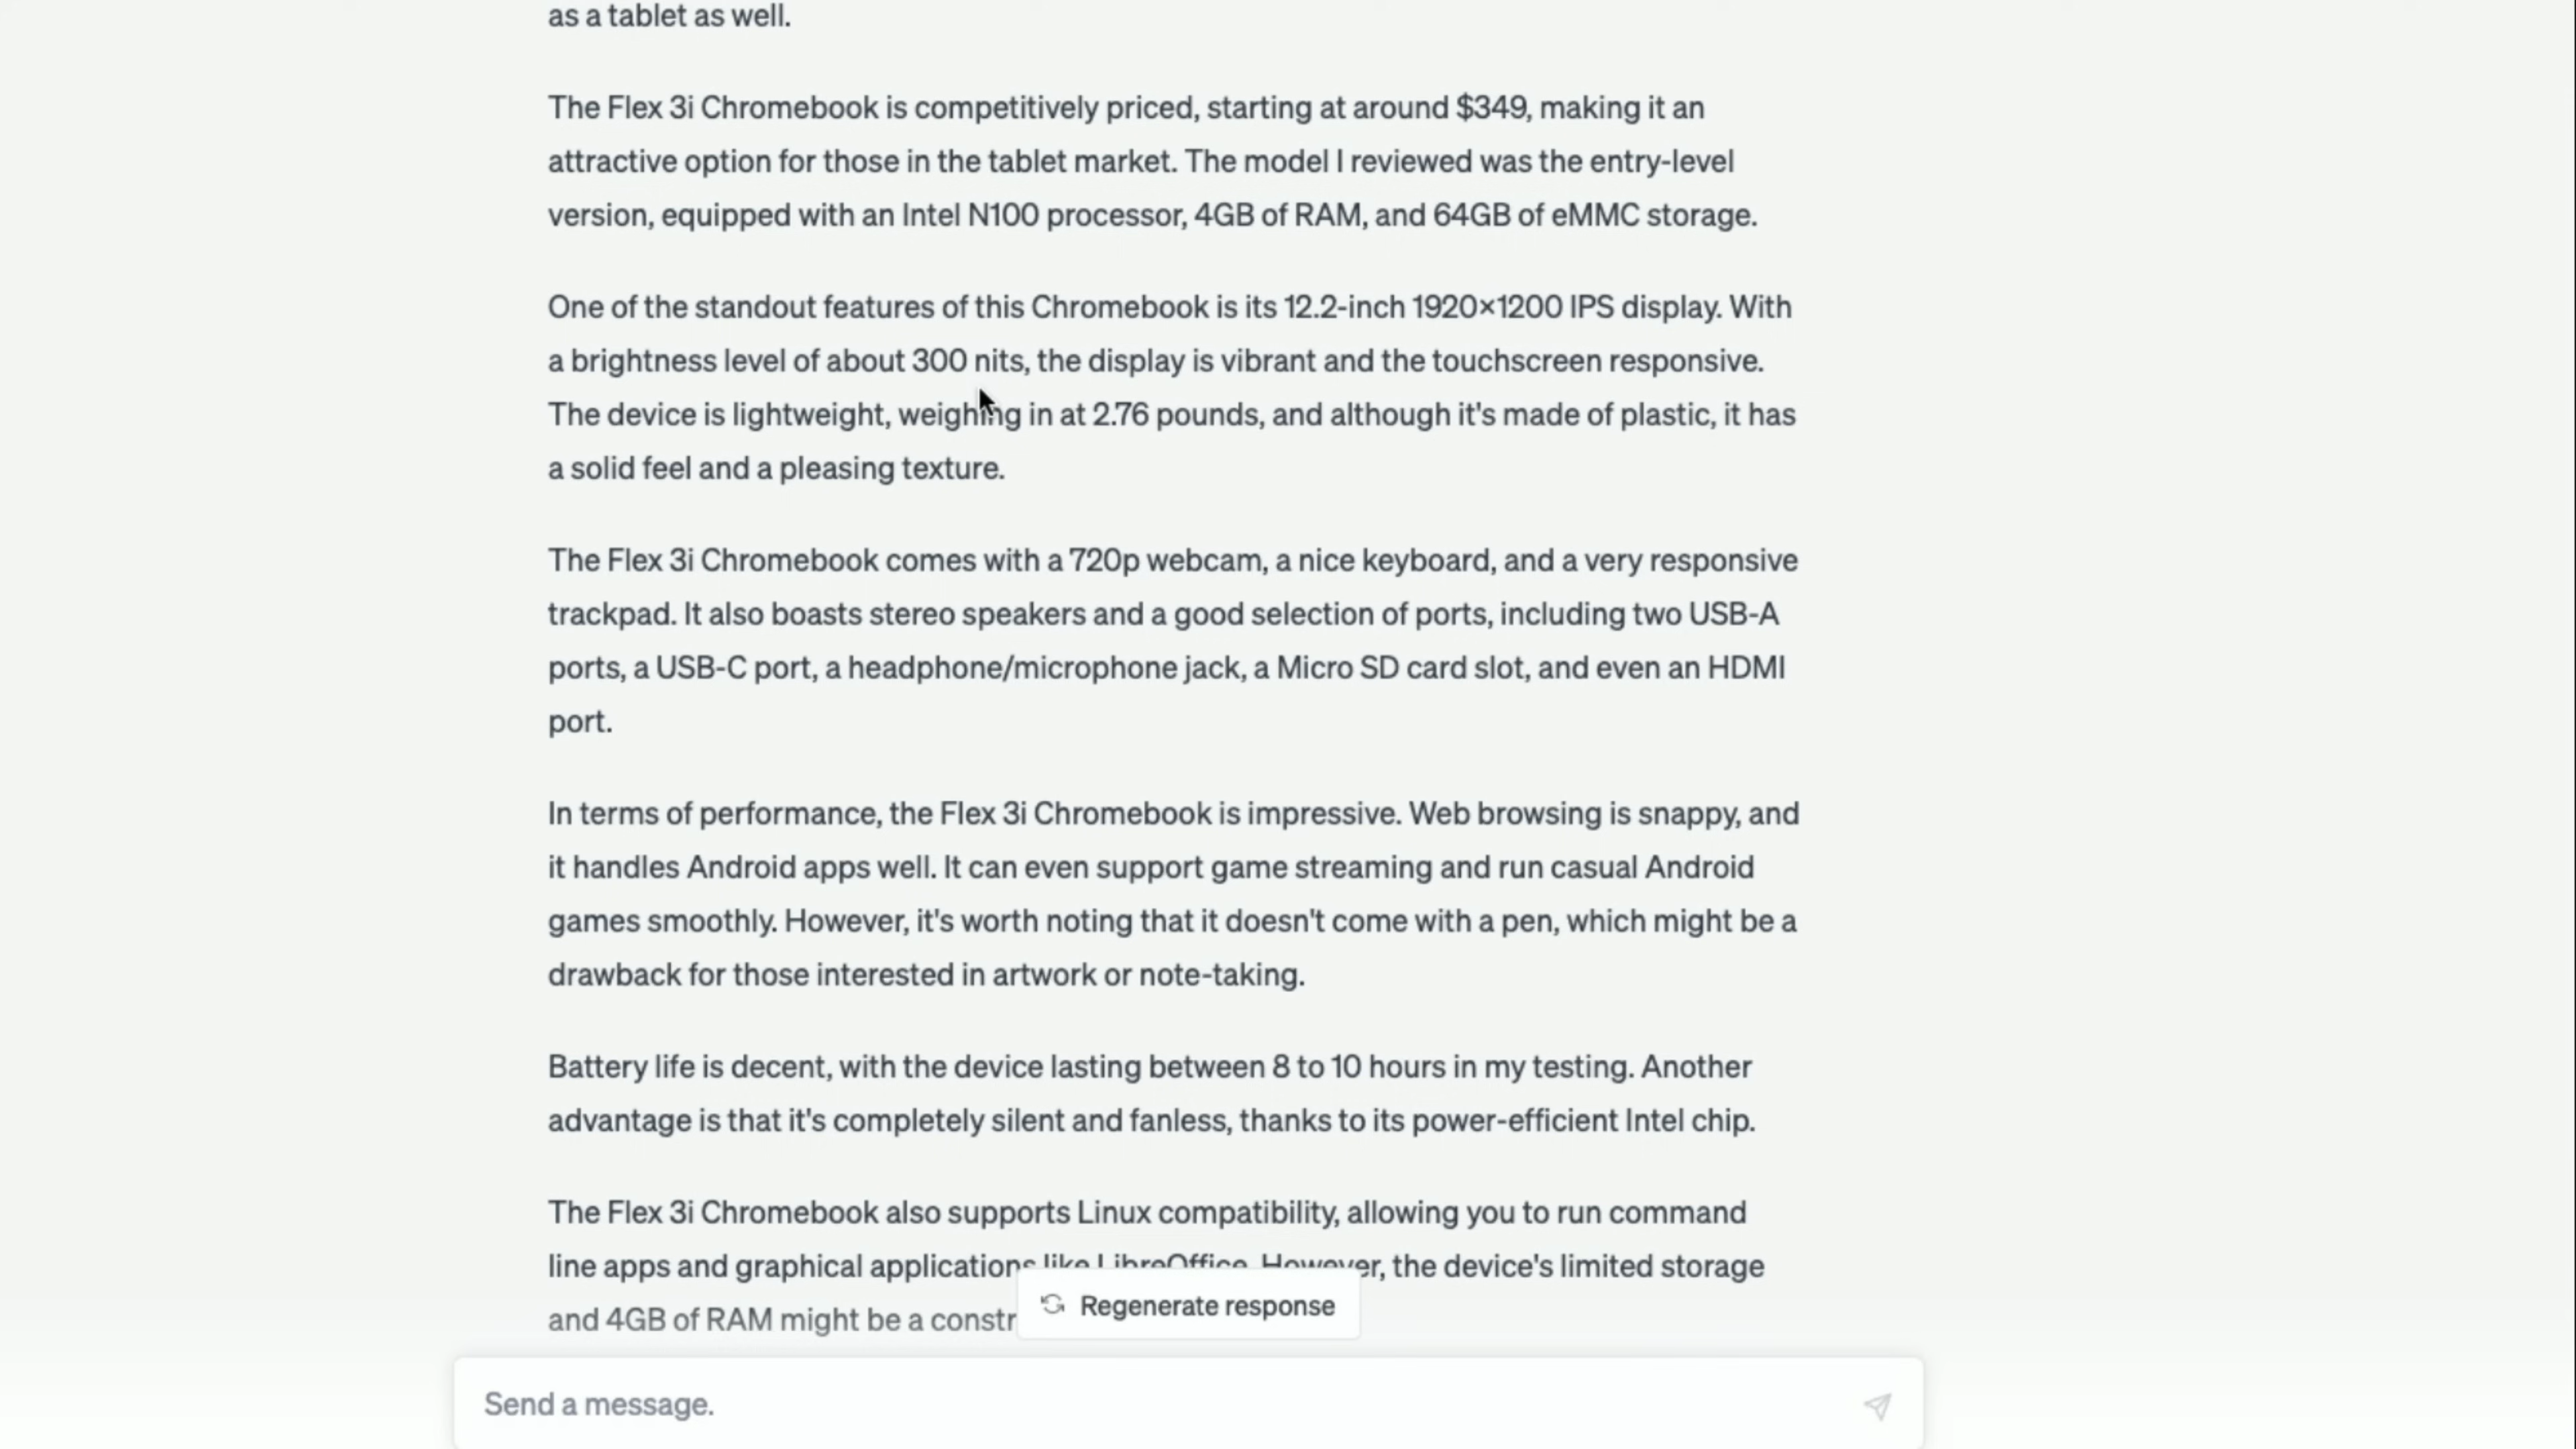 as a tablet as well.
The Flex 3i Chromebook is competitively priced, starting at around $349, making it an
attractive option for those in the tablet market. The model I reviewed was the entry-level
version, equipped with an Intel N100 processor, 4GB of RAM, and 64GB of eMMC storage.
One of the standout features of this Chromebook is its 12.2-inch 1920×1200 IPS display. With
a brightness level of about 300 nits, the display is vibrant and the touchscreen responsive.
The device is lightweight, weighing in at 2.76 pounds, and although it's made of plastic, it has
a solid feel and a pleasing texture.
The Flex 3i Chromebook comes with a 720p webcam, a nice keyboard, and a very responsive
trackpad. It also boasts stereo speakers and a good selection of ports, including two USB-A
ports, a USB-C port, a headphone/microphone jack, a Micro SD card slot, and even an HDMI
port.
In terms of performance, the Flex 3i Chromebook is impressive. Web browsing is snappy, and
it handles Android apps well. It can even support game streaming and run casual Android
games smoothly. However, it's worth noting that it doesn't come with a pen, which might be a
drawback for those interested in artwork or note-taking.
Battery life is decent, with the device lasting between 8 to 10 hours in my testing. Another
advantage is that it's completely silent and fanless, thanks to its power-efficient Intel chip.
The Flex 3i Chromebook also supports Linux compatibility, allowing you to run command
line apps and graphical applications like LibreOffice. However, the device's limited storage
and 4GB of RAM might be a constr
Regenerate response
Send a message.